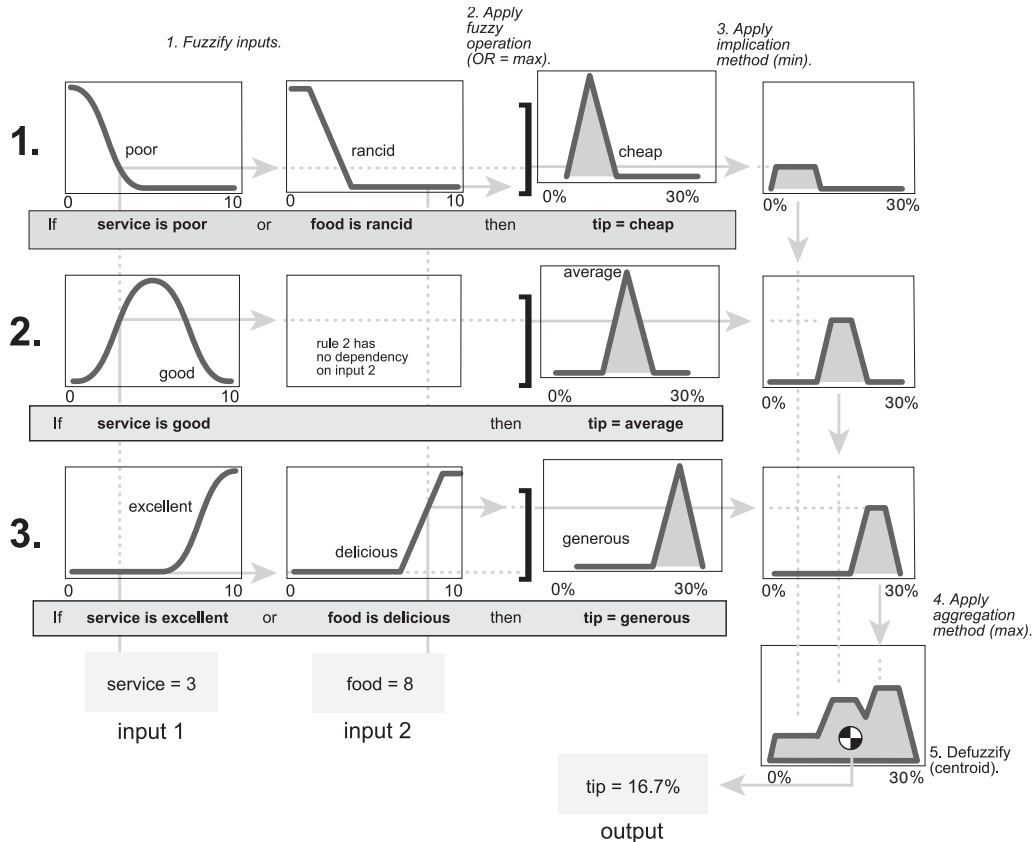 1. Fuzzify inputs.
2. Apply
fuzzy
operation
(OR = max).
3. Apply
implication
method (min).
1.
poor
rancid
cheap
0 10
0 10
0% 30%
0% 30%
If service is poor or food is rancid then tip = cheap
2.
good
rule 2 has
no dependency
on input 2
average
0 10
0% 30%
0% 30%
If service is good then tip = average
3.
excellent
delicious
generous
0 10
0 10
0% 30%
0% 30%
If service is excellent or food is delicious then tip = generous
4. Apply
aggregation
method (max).
service = 3
input 1
food = 8
input 2
0% 30%
5. Defuzzify
(centroid).
tip = 16.7%
output